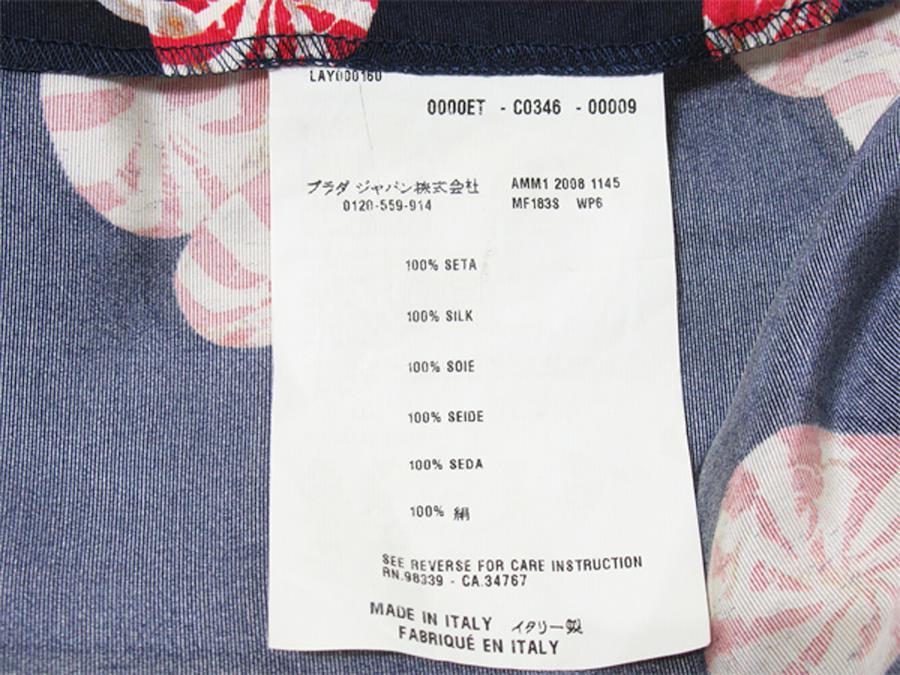 LAY000160
0000ET - C0346 - 00009
プラダ ジャパン株式会社
0120-559-914
AMM1 2008 1145
MF183S WP6
100% SETA
100% SILK
100% SOIE
100% SEIDE
100% SEDA
100% 絹
SEE REVERSE FOR CARE INSTRUCTION
RN.98339 - CA.34767
MADE IN ITALY イタリー製
FABRIQUÉ EN ITALY